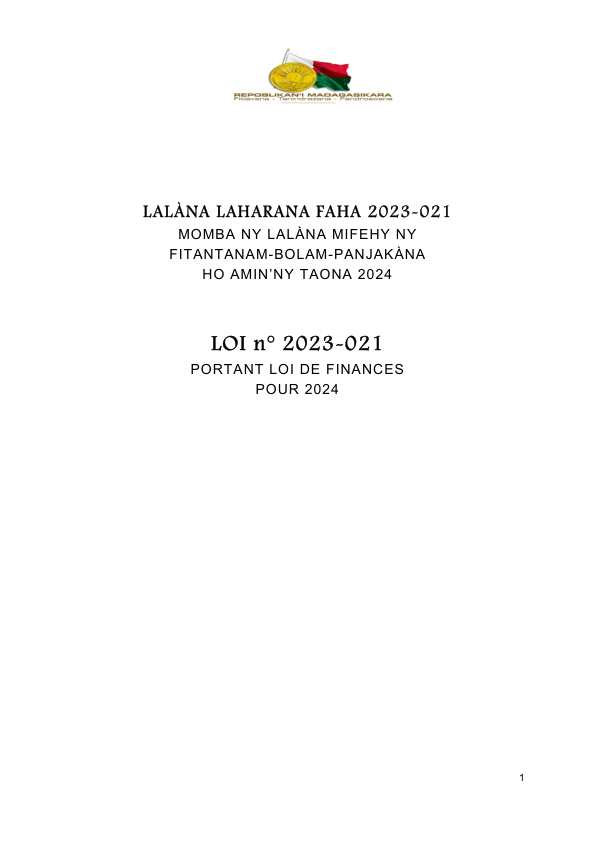 REPOBLIKAN'I MADAGASIKARA
Fitiavana - Tanindrazana - Fandrosoana
LALÀNA LAHARANA FAHA 2023-021
MOMBA NY LALÀNA MIFEHY NY
FITANTANAM-BOLAM-PANJAKÀNA
HO AMIN'NY TAONA 2024
LOI n° 2023-021
PORTANT LOI DE FINANCES
POUR 2024
1